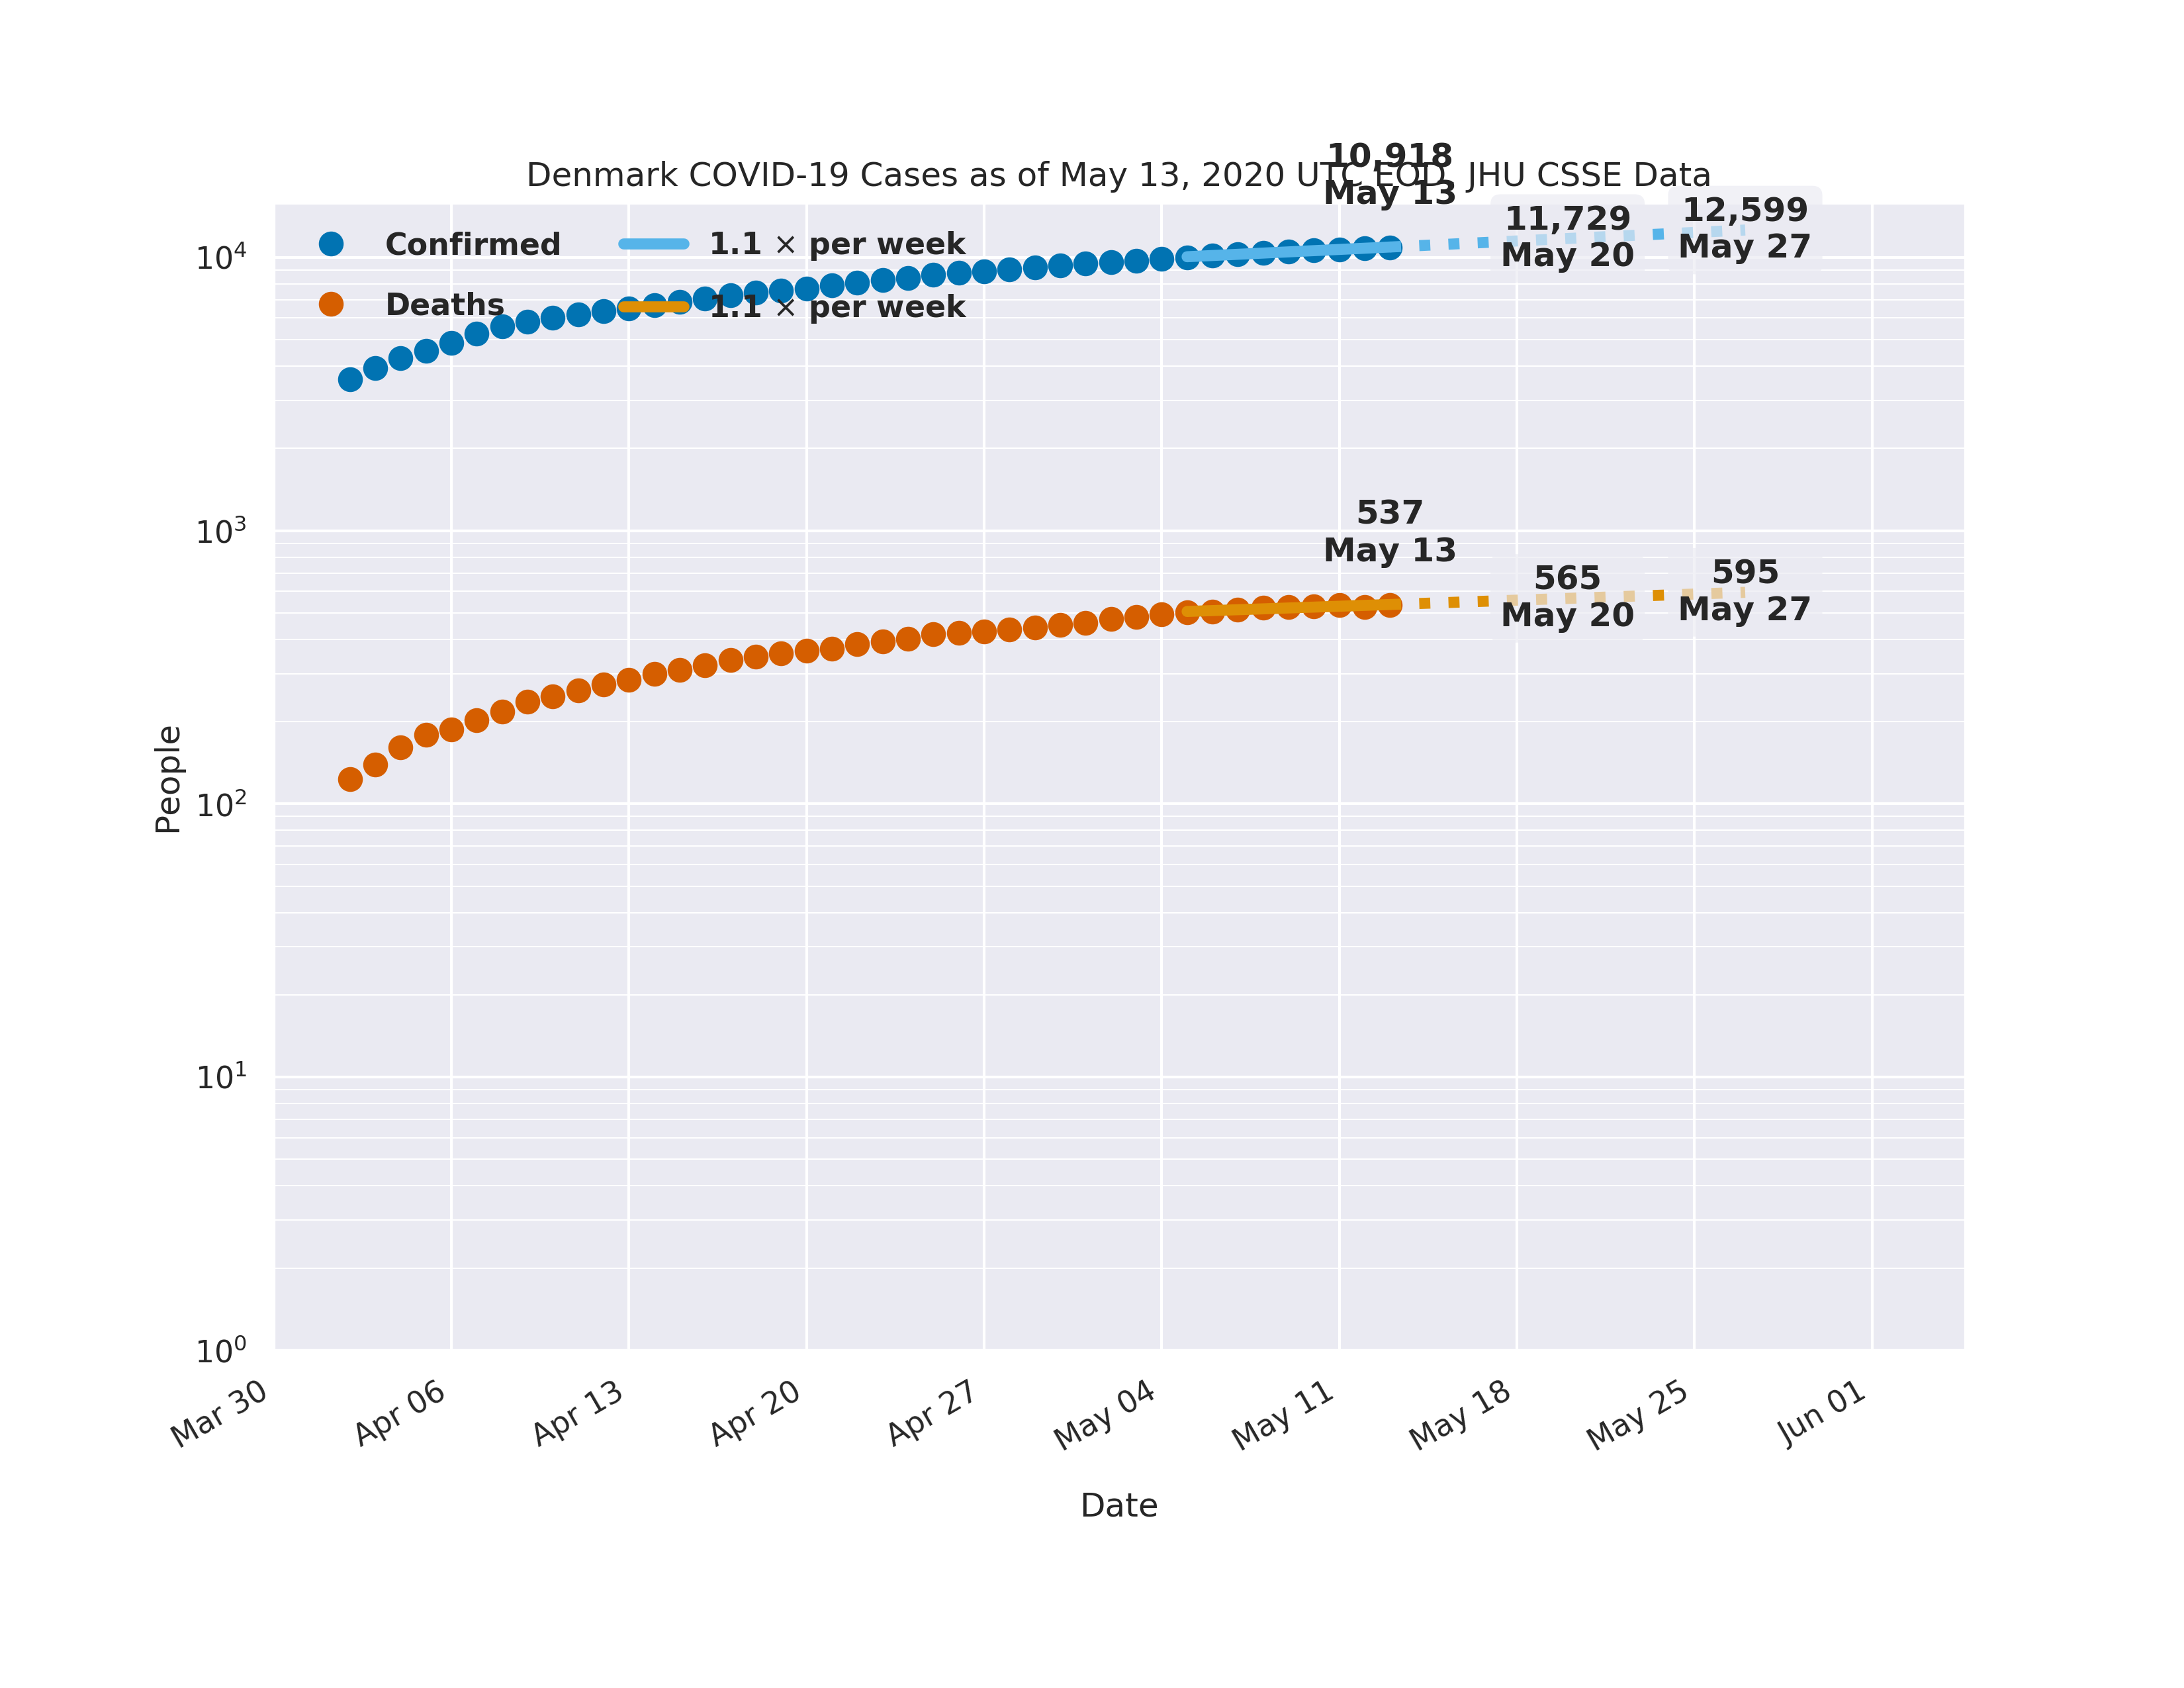 10,918
May 13
Denmark COVID-19 Cases as of May 13, 2020 UTC EOD, JHU CSSE Data
11,729
May 20
12,599
May 27
Confirmed
Deaths
1.1 × per week
1.1 × per week
537
May 13
565
May 20
595
May 27
People
10⁴
10³
10²
10¹
10⁰
Mar 30
Apr 06
Apr 13
Apr 20
Apr 27
May 04
May 11
May 18
May 25
Jun 01
Date